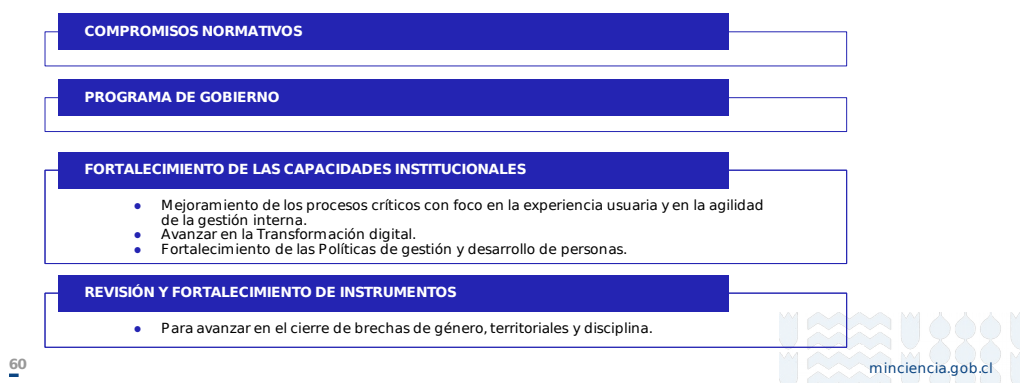 COMPROMISOS NORMATIVOS
PROGRAMA DE GOBIERNO
FORTALECIMIENTO DE LAS CAPACIDADES INSTITUCIONALES
● Mejoramiento de los procesos críticos con foco en la experiencia usuaria y en la agilidad
de la gestión interna.
● Avanzar en la Transformación digital.
● Fortalecimiento de las Políticas de gestión y desarrollo de personas.
REVISIÓN Y FORTALECIMIENTO DE INSTRUMENTOS
● Para avanzar en el cierre de brechas de género, territoriales y disciplina.
60
minciencia.gob.cl